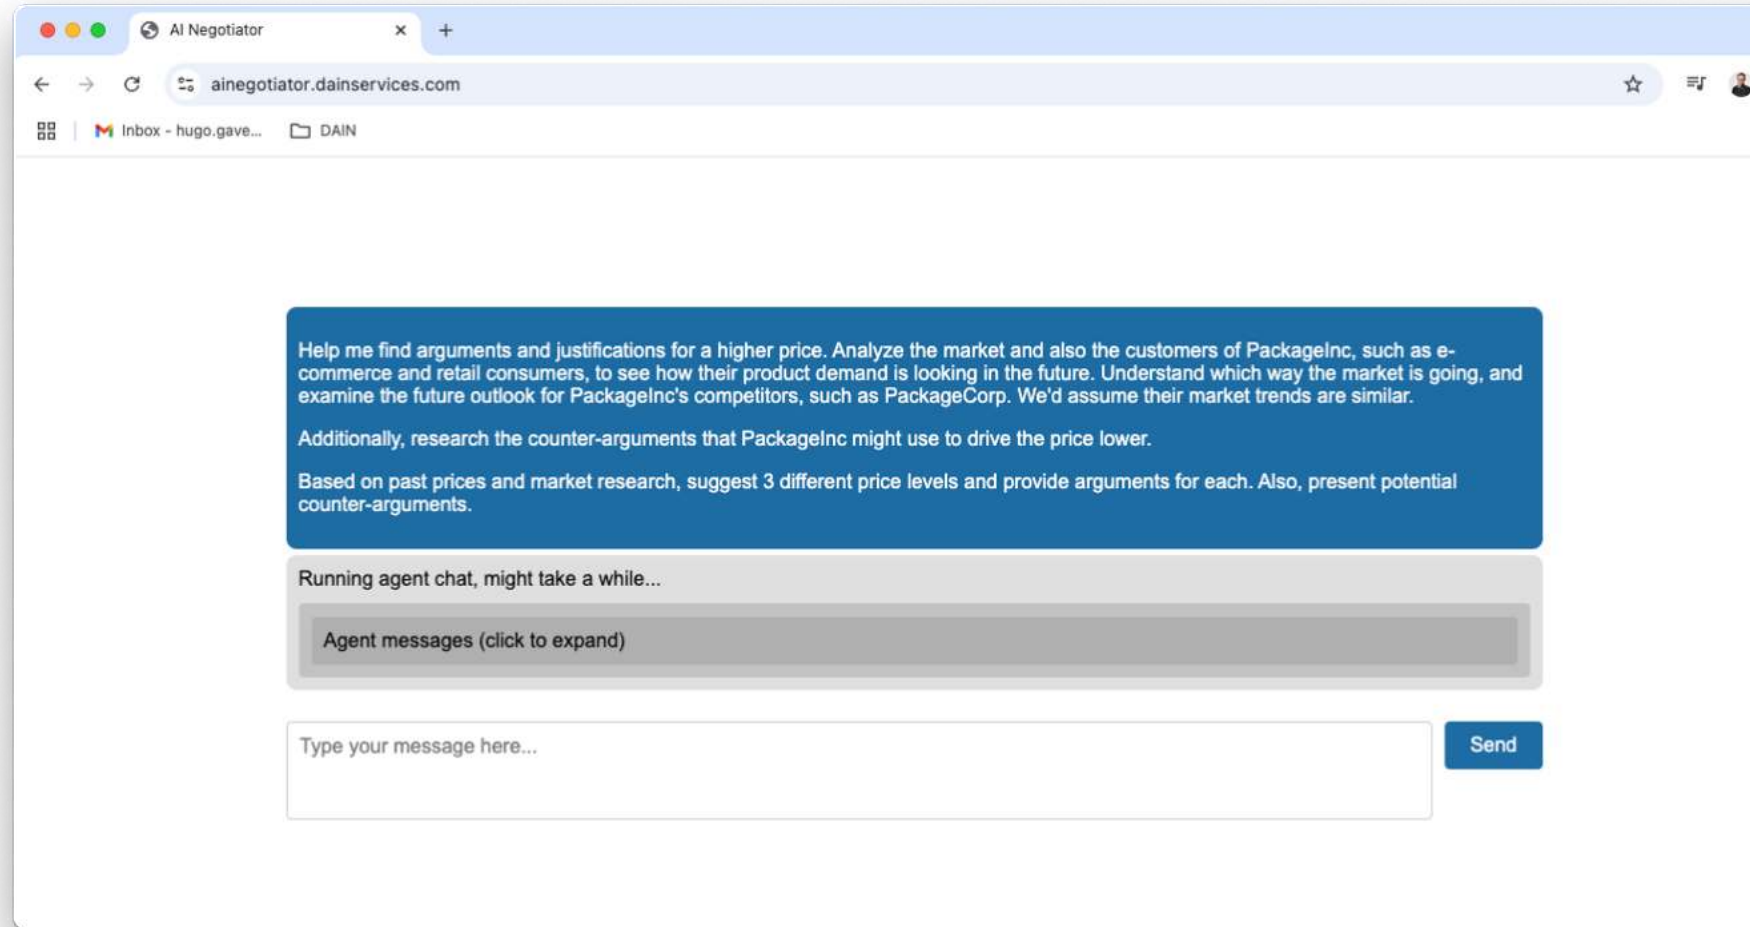 AI Negotiator
ainegotiator.dainservices.com
Inbox - hugo.gave...
DAIN
Help me find arguments and justifications for a higher price. Analyze the market and also the customers of PackageInc, such as e-
commerce and retail consumers, to see how their product demand is looking in the future. Understand which way the market is going, and
examine the future outlook for PackageInc's competitors, such as PackageCorp. We'd assume their market trends are similar.
Additionally, research the counter-arguments that PackageInc might use to drive the price lower.
Based on past prices and market research, suggest 3 different price levels and provide arguments for each. Also, present potential
counter-arguments.
Running agent chat, might take a while...
Agent messages (click to expand)
Type your message here...
Send